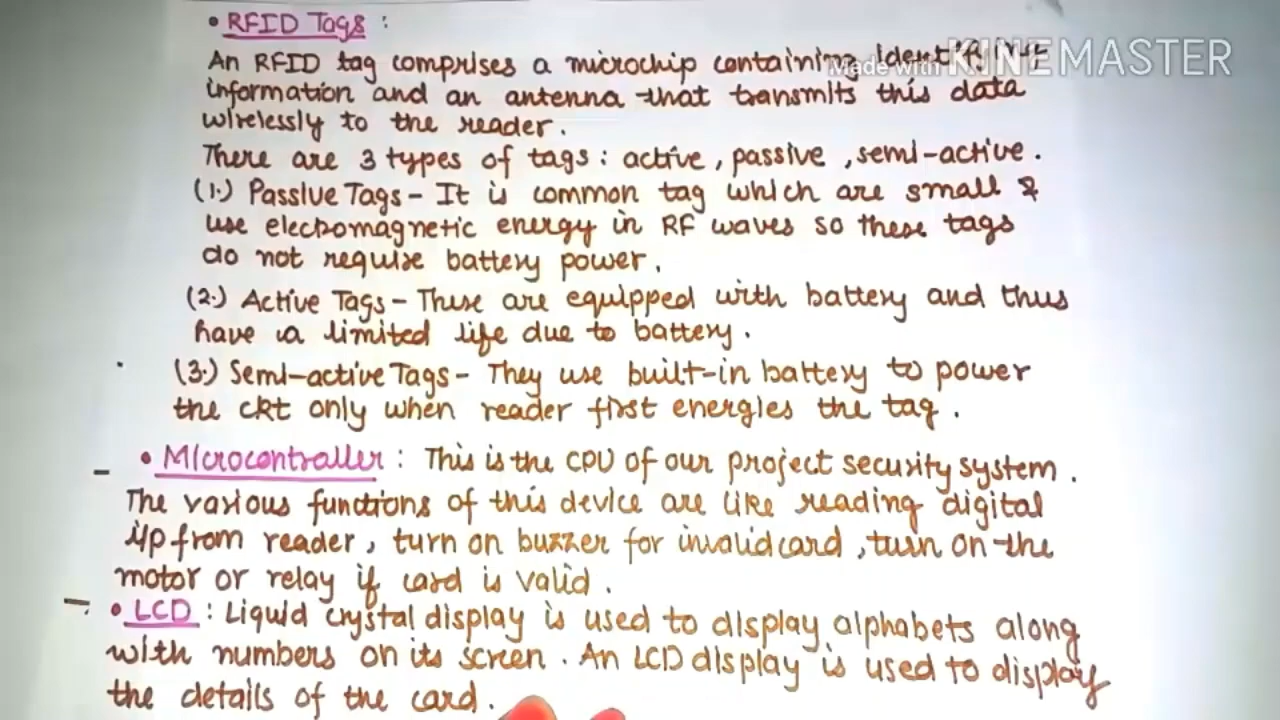 • RFID Tags :
An RFID tag comprises a microchip containing
Made with KINEMASTER
information and an antenna that transmits this data
wirelessly to the reader.
There are 3 types of tags : active, passive, semi-active.
(1.) Passive Tags - It is common tag which are small &
use electromagnetic energy in RF waves so these tags
do not require battery power.
(2.) Active Tags - These are equipped with battery and thus
have a limited life due to battery.
(3.) Semi-active Tags - They use built-in battery to power
the ckt only when reader first energies the tag.
• Microcontroller : This is the CPU of our project security system.
The various functions of this device are like reading digital
i/p from reader, turn on buzzer for invalid card, turn on the
motor or relay if card is valid.
• LCD : Liquid crystal display is used to display alphabets along
with numbers on its screen. An LCD display is used to display
the details of the card.